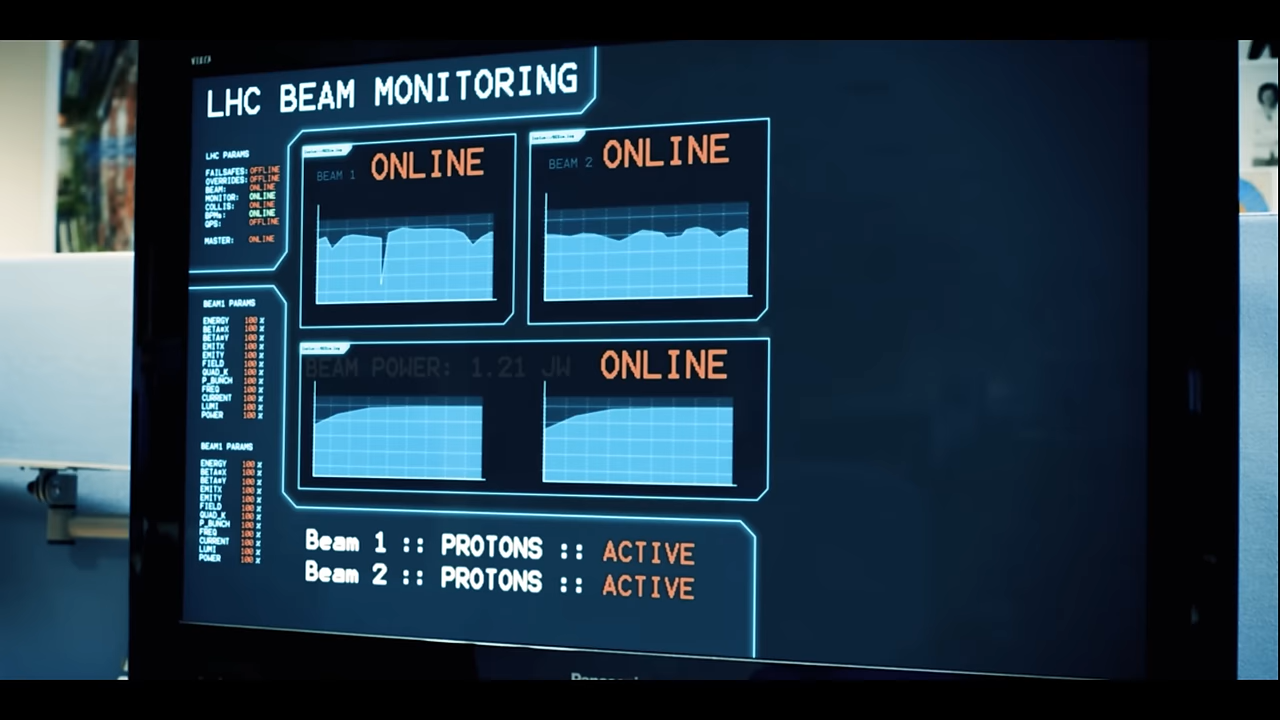 LHC BEAM MONITORING
LHC PARAMS
FAILSAFES: OFFLINE
OVERRIDES: OFFLINE
BEAM: ONLINE
MONITOR: ONLINE
COLLIS: ONLINE
BPMs: ONLINE
QPS: OFFLINE
MASTER: ONLINE
BEAM 1 ONLINE
BEAM 2 ONLINE
BEAM1 PARAMS
ENERGY 100 %
BETA*X 100 %
BETA*Y 100 %
EMITX 100 %
EMITY 100 %
FIELD 100 %
QUAD_K 100 %
P_BUNCH 100 %
FREQ 100 %
CURRENT 100 %
LUMI 100 %
POWER 100 %
BEAM POWER: 1.21 JW ONLINE
BEAM1 PARAMS
ENERGY 100 %
BETA*X 100 %
BETA*Y 100 %
EMITX 100 %
EMITY 100 %
FIELD 100 %
QUAD_K 100 %
P_BUNCH 100 %
FREQ 100 %
CURRENT 100 %
LUMI 100 %
POWER 100 %
Beam 1 :: PROTONS :: ACTIVE
Beam 2 :: PROTONS :: ACTIVE